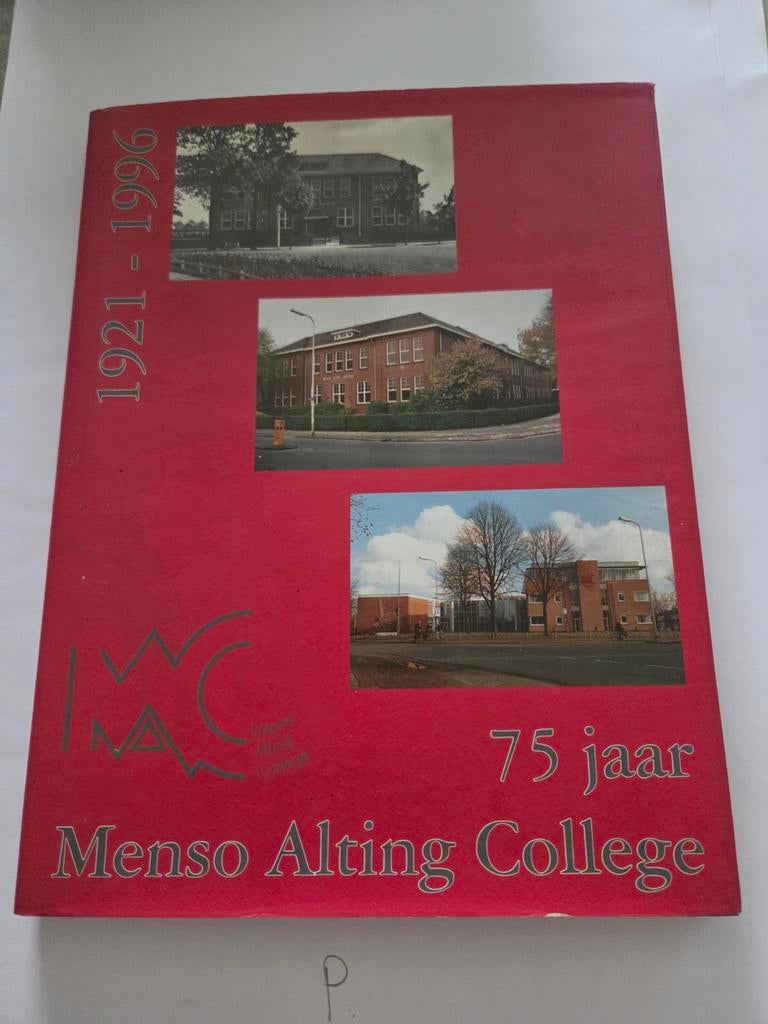 1921 - 1996
MAC
Menso
Alting
College
75 jaar
Menso Alting College
P.